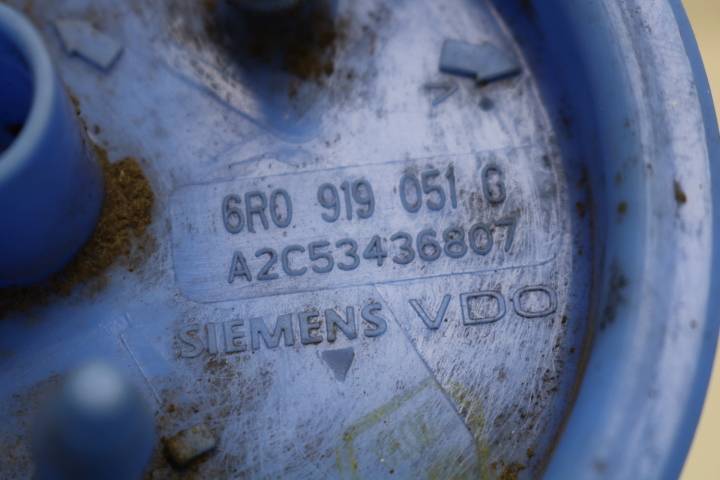 6R0 919 051 G
A2C53436807
SIEMENS VDO